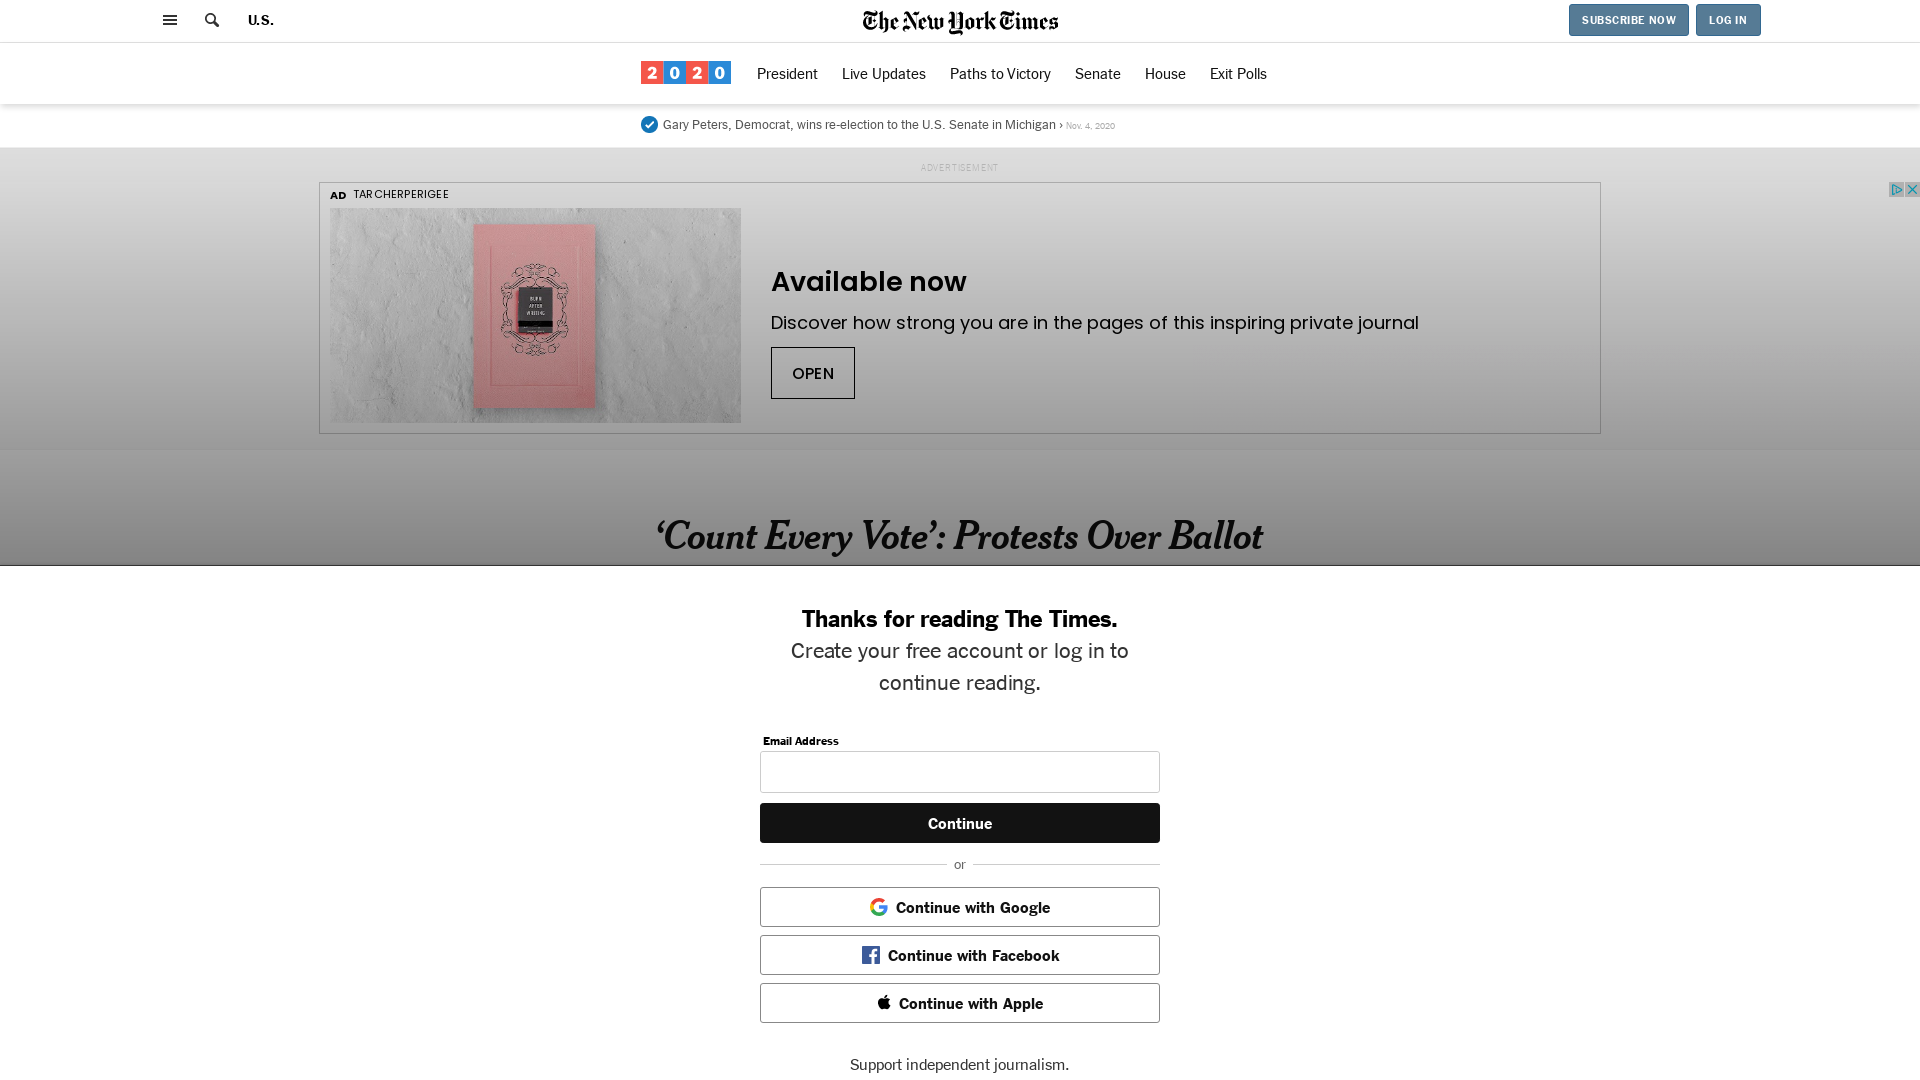 U.S.
The New York Times
SUBSCRIBE NOW
LOG IN
2020
President
Live Updates
Paths to Victory
Senate
House
Exit Polls
Gary Peters, Democrat, wins re-election to the U.S. Senate in Michigan › Nov. 4, 2020
ADVERTISEMENT
AD TARCHERPERIGEE
BURN
AFTER
WRITING
Available now
Discover how strong you are in the pages of this inspiring private journal
OPEN
‘Count Every Vote’: Protests Over Ballot
Thanks for reading The Times.
Create your free account or log in to
continue reading.
Email Address
Continue
or
Continue with Google
Continue with Facebook
Continue with Apple
Support independent journalism.